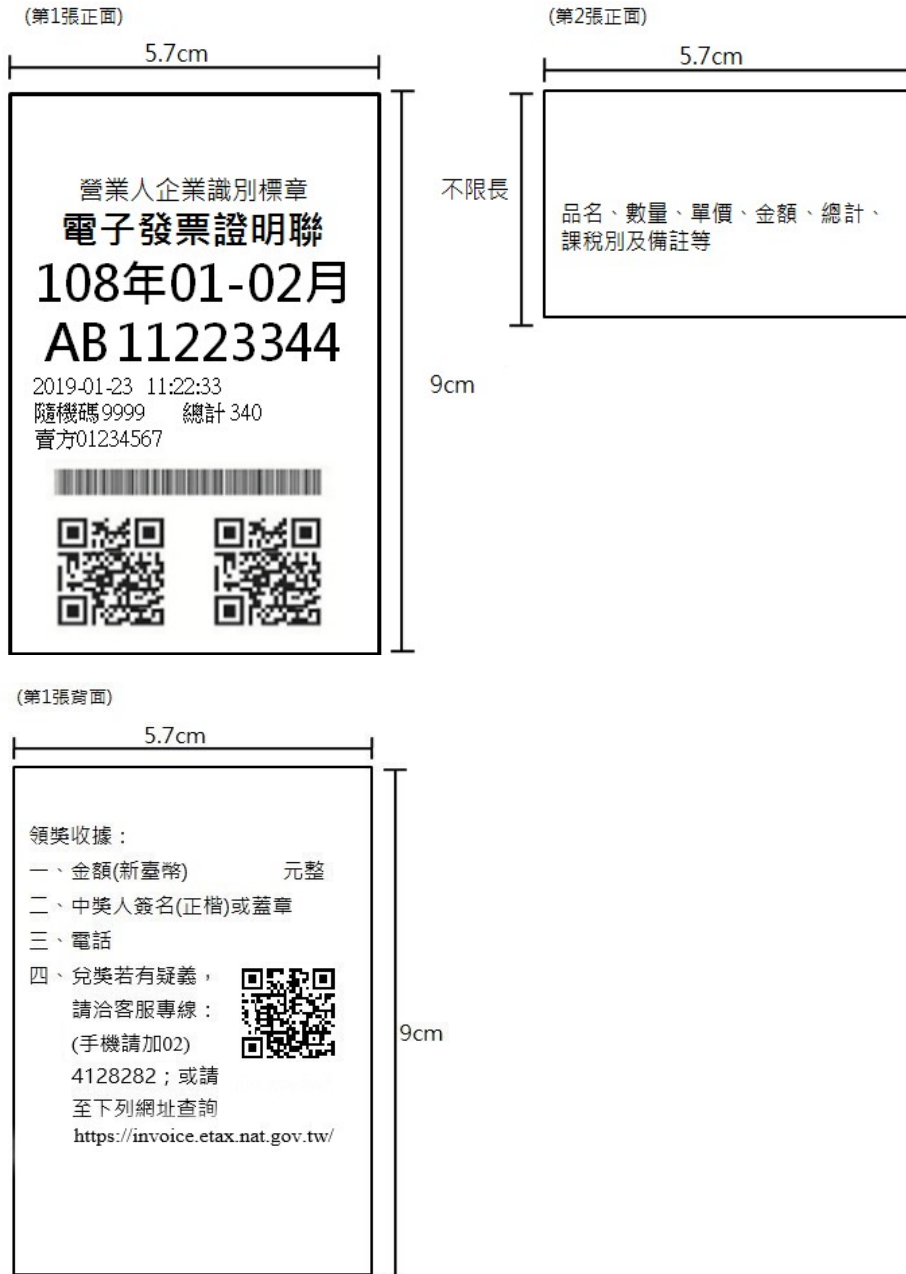 (第1張正面)
5.7cm
營業人企業識別標章
電子發票證明聯
108年01-02月
AB 11223344
2019-01-23 11:22:33
隨機碼9999 總計 340
賣方01234567
9cm
(第2張正面)
5.7cm
不限長
品名、數量、單價、金額、總計、
課稅別及備註等
(第1張背面)
5.7cm
領獎收據：
一、金額(新臺幣) 元整
二、中獎人簽名(正楷)或蓋章
三、電話
四、兌獎若有疑義，
請洽客服專線：
(手機請加02)
4128282；或請
至下列網址查詢
https://invoice.etax.nat.gov.tw/
9cm